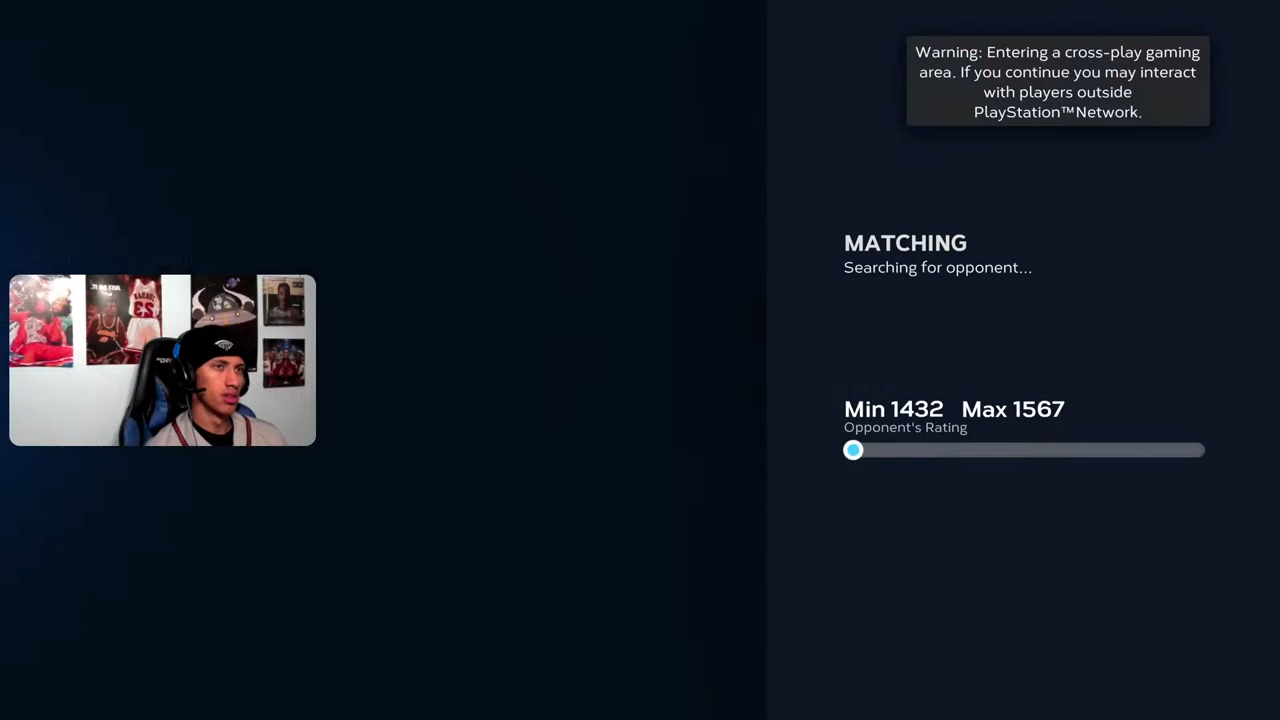 Warning: Entering a cross-play gaming
area. If you continue you may interact
with players outside
PlayStation™Network.
MATCHING
Searching for opponent...
Min 1432 Max 1567
Opponent's Rating